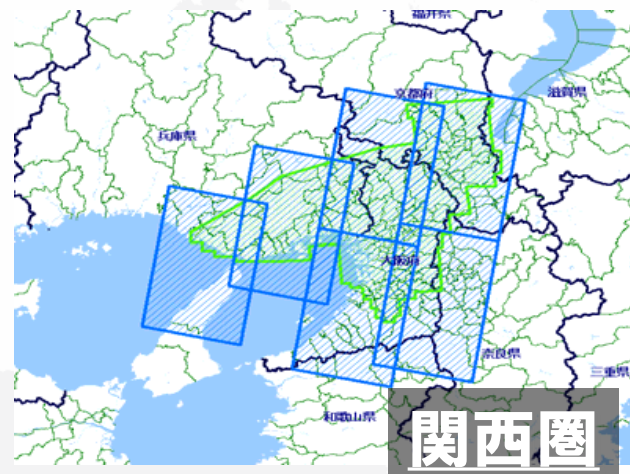 福井県
京都府
滋賀県
兵庫県
大阪府
奈良県
三重県
和歌山県
関西圏